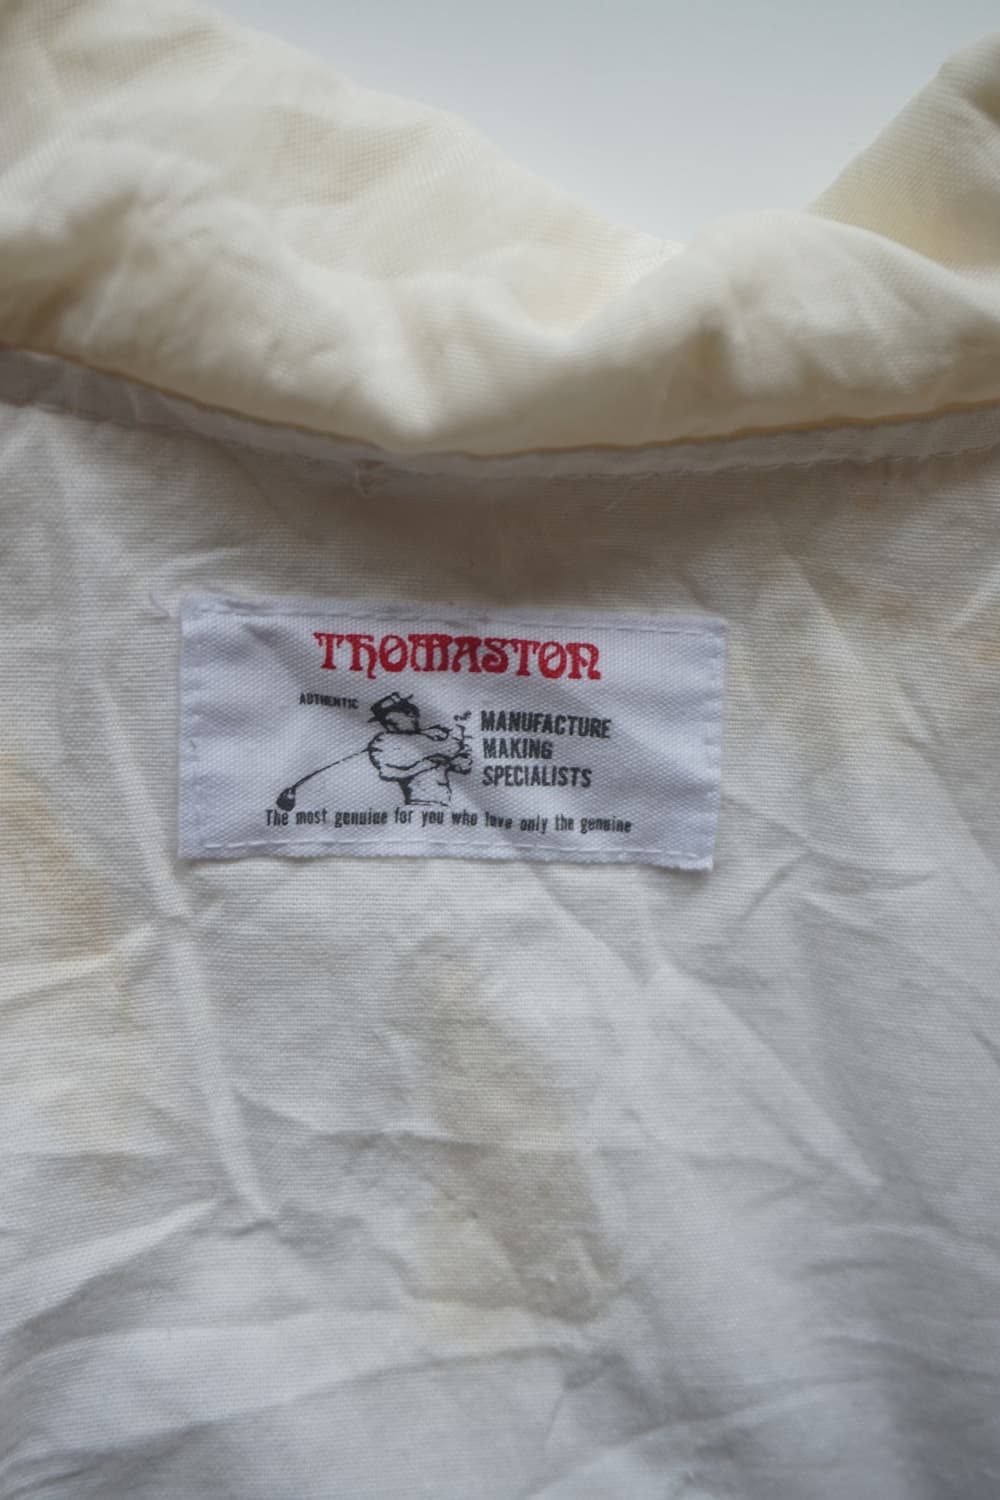 THOMASTON
AUTHENTIC
MANUFACTURE
MAKING
SPECIALISTS
The most genuine for you who love only the genuine